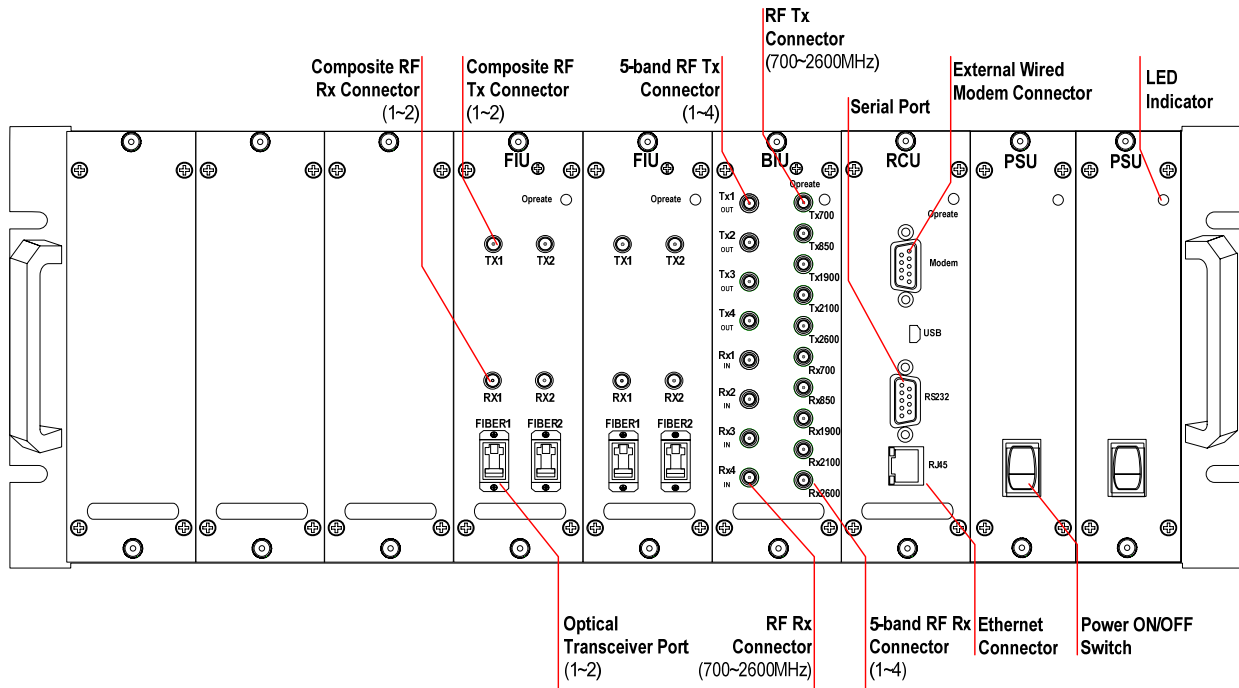 RF Tx
Connector
(700~2600MHz)
Composite RF
Rx Connector
(1~2)
Composite RF
Tx Connector
(1~2)
5-band RF Tx
Connector
(1~4)
Serial Port
External Wired
Modem Connector
LED
Indicator
FIU
FIU
BIU
RCU
PSU
PSU
Opreate
Opreate
Opreate
Opreate
TX1
TX2
TX1
TX2
RX1
RX2
RX1
RX2
FIBER1
FIBER2
FIBER1
FIBER2
Tx1
OUT
Tx2
OUT
Tx3
OUT
Tx4
OUT
Rx1
IN
Rx2
IN
Rx3
IN
Rx4
IN
Tx700
Tx850
Tx1900
Tx2100
Tx2600
Rx700
Rx850
Rx1900
Rx2100
Rx2600
Modem
USB
RS232
RJ45
Optical
Transceiver Port
(1~2)
RF Rx
Connector
(700~2600MHz)
5-band RF Rx
Connector
(1~4)
Ethernet
Connector
Power ON/OFF
Switch